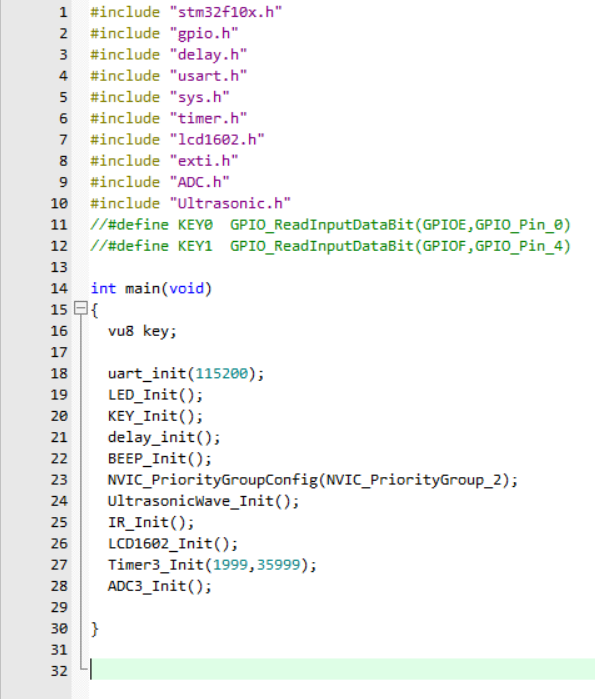 1 #include "stm32f10x.h"
2 #include "gpio.h"
3 #include "delay.h"
4 #include "usart.h"
5 #include "sys.h"
6 #include "timer.h"
7 #include "lcd1602.h"
8 #include "exti.h"
9 #include "ADC.h"
10 #include "Ultrasonic.h"
11 //#define KEY0  GPIO_ReadInputDataBit(GPIOE,GPIO_Pin_0)
12 //#define KEY1  GPIO_ReadInputDataBit(GPIOF,GPIO_Pin_4)
13
14 int main(void)
15 {
16   vu8 key;
17
18   uart_init(115200);
19   LED_Init();
20   KEY_Init();
21   delay_init();
22   BEEP_Init();
23   NVIC_PriorityGroupConfig(NVIC_PriorityGroup_2);
24   UltrasonicWave_Init();
25   IR_Init();
26   LCD1602_Init();
27   Timer3_Init(1999,35999);
28   ADC3_Init();
29
30 }
31
32